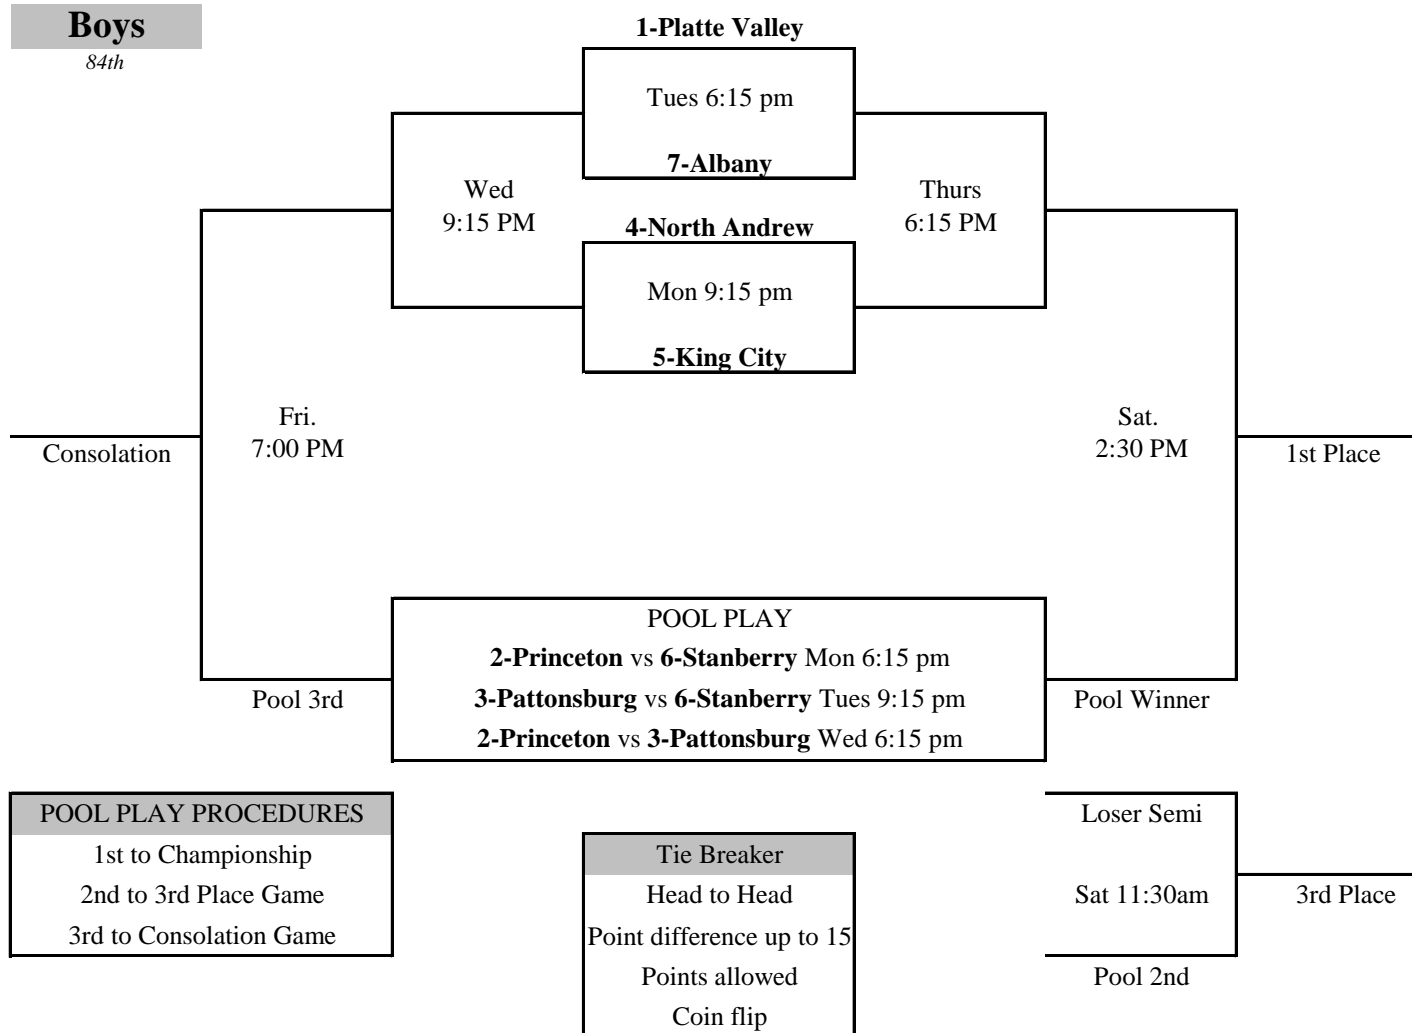 Boys
84th
1-Platte Valley
Tues 6:15 pm
7-Albany
Wed
9:15 PM
Thurs
6:15 PM
4-North Andrew
Mon 9:15 pm
5-King City
Fri.
7:00 PM
Consolation
Sat.
2:30 PM
1st Place
POOL PLAY
2-Princeton vs 6-Stanberry Mon 6:15 pm
3-Pattonsburg vs 6-Stanberry Tues 9:15 pm
2-Princeton vs 3-Pattonsburg Wed 6:15 pm
Pool 3rd
Pool Winner
POOL PLAY PROCEDURES
1st to Championship
2nd to 3rd Place Game
3rd to Consolation Game
Tie Breaker
Head to Head
Point difference up to 15
Points allowed
Coin flip
Loser Semi
Sat 11:30am
3rd Place
Pool 2nd